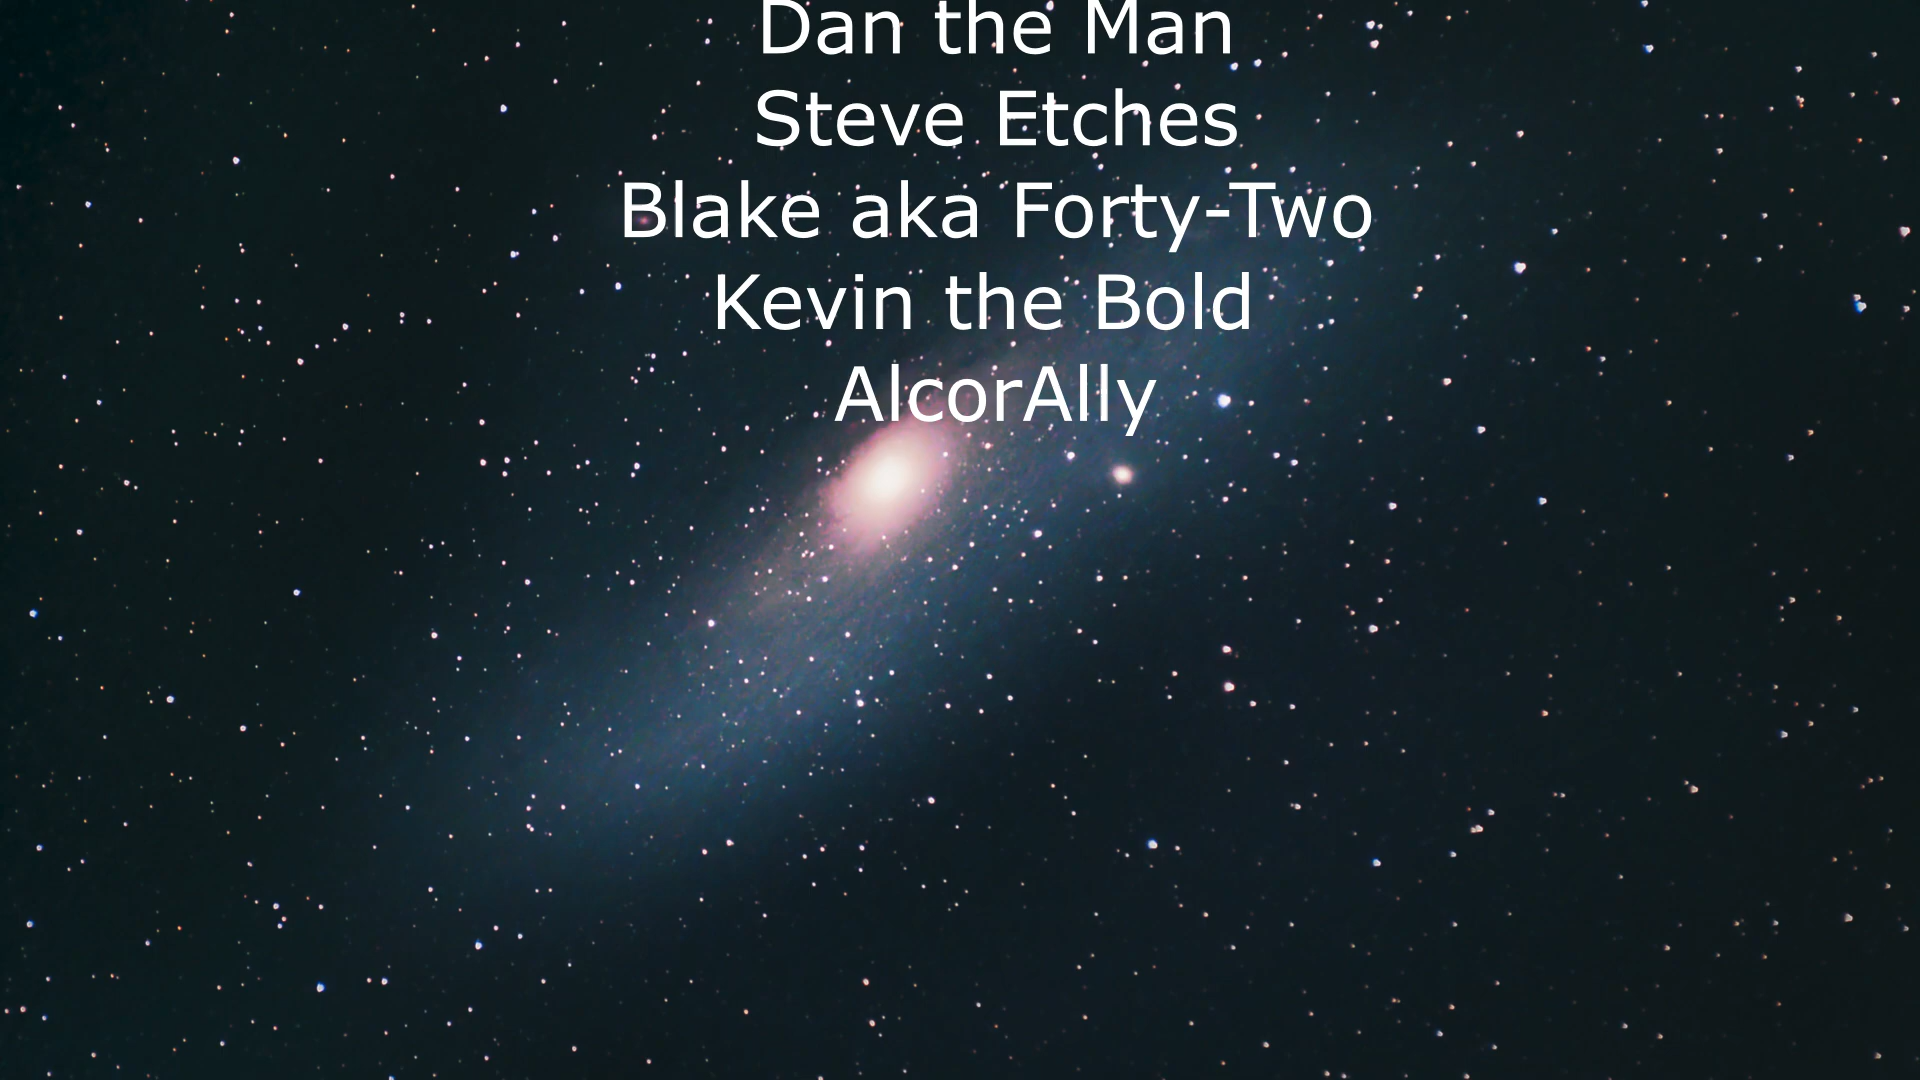 Dan the Man
Steve Etches
Blake aka Forty-Two
Kevin the Bold
AlcorAlly